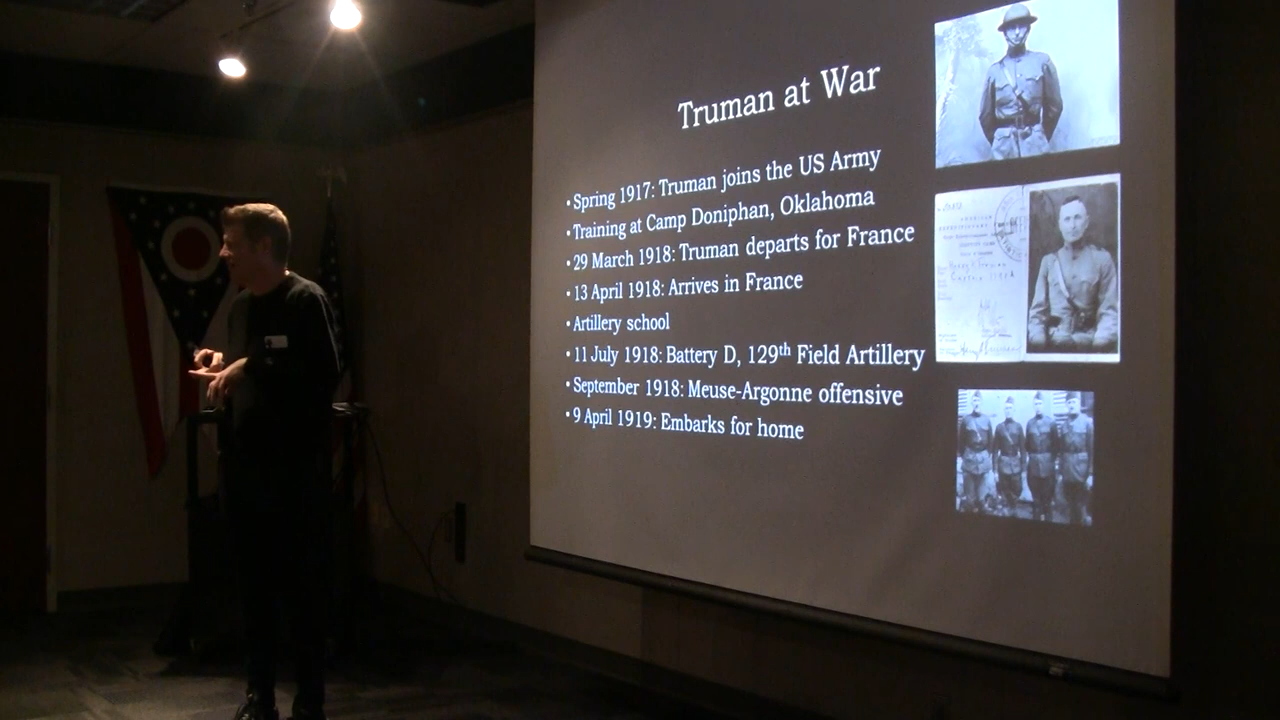 Truman at War
• Spring 1917: Truman joins the US Army
• Training at Camp Doniphan, Oklahoma
• 29 March 1918: Truman departs for France
• 13 April 1918: Arrives in France
• Artillery school
• 11 July 1918: Battery D, 129th Field Artillery
• September 1918: Meuse-Argonne offensive
• 9 April 1919: Embarks for home
AMERICAN